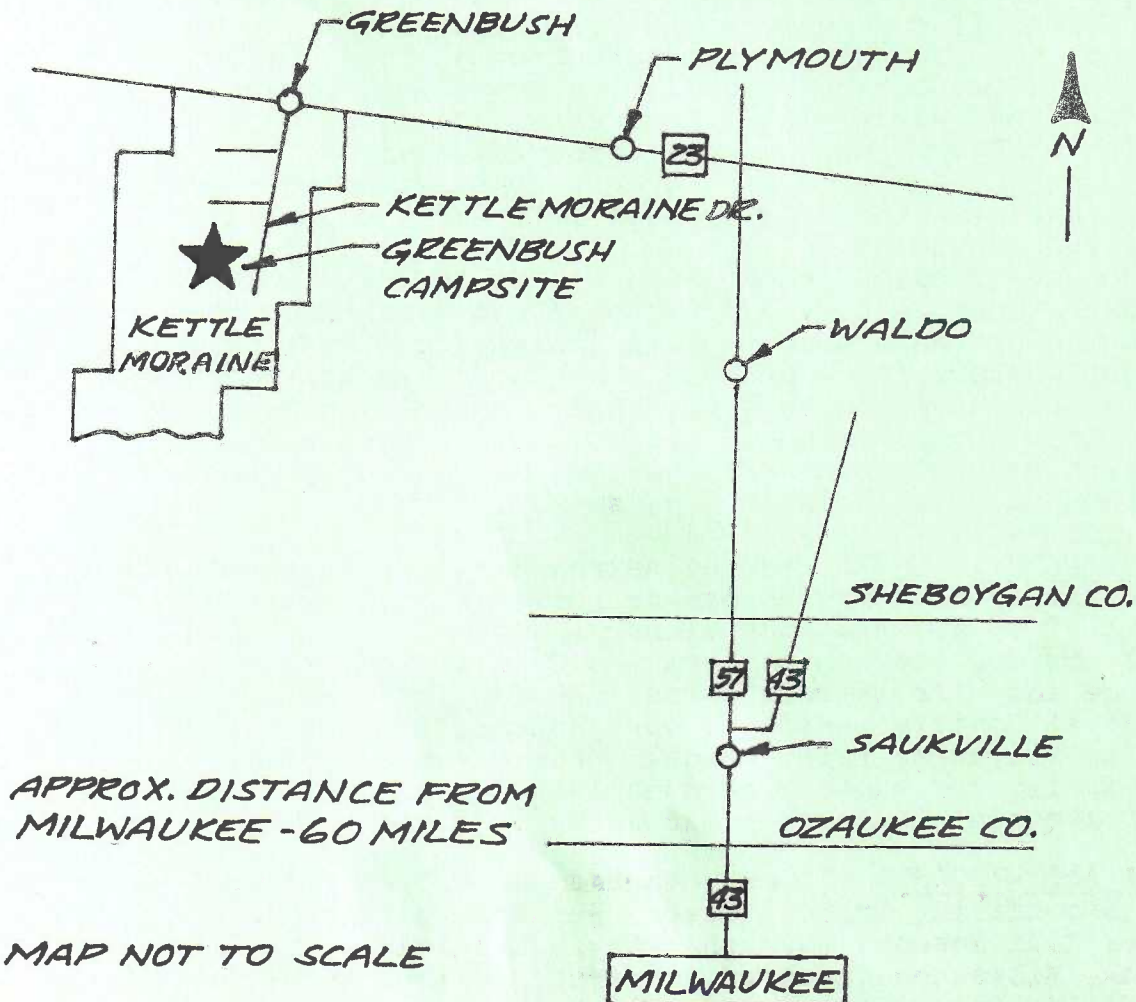 GREENBUSH
PLYMOUTH
23
N
KETTLE MORAINE DR.
GREENBUSH
CAMPSITE
KETTLE
MORAINE
WALDO
SHEBOYGAN CO.
57
43
SAUKVILLE
APPROX. DISTANCE FROM
MILWAUKEE - 60 MILES
OZAUKEE CO.
43
MAP NOT TO SCALE
MILWAUKEE